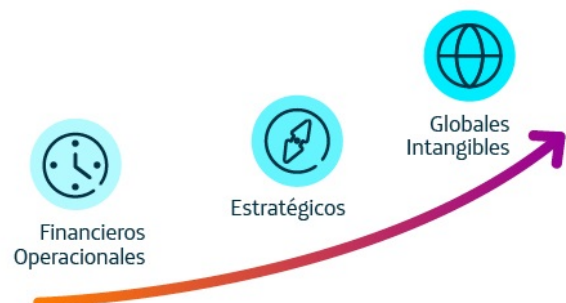 Financieros
Operacionales
Estratégicos
Globales
Intangibles